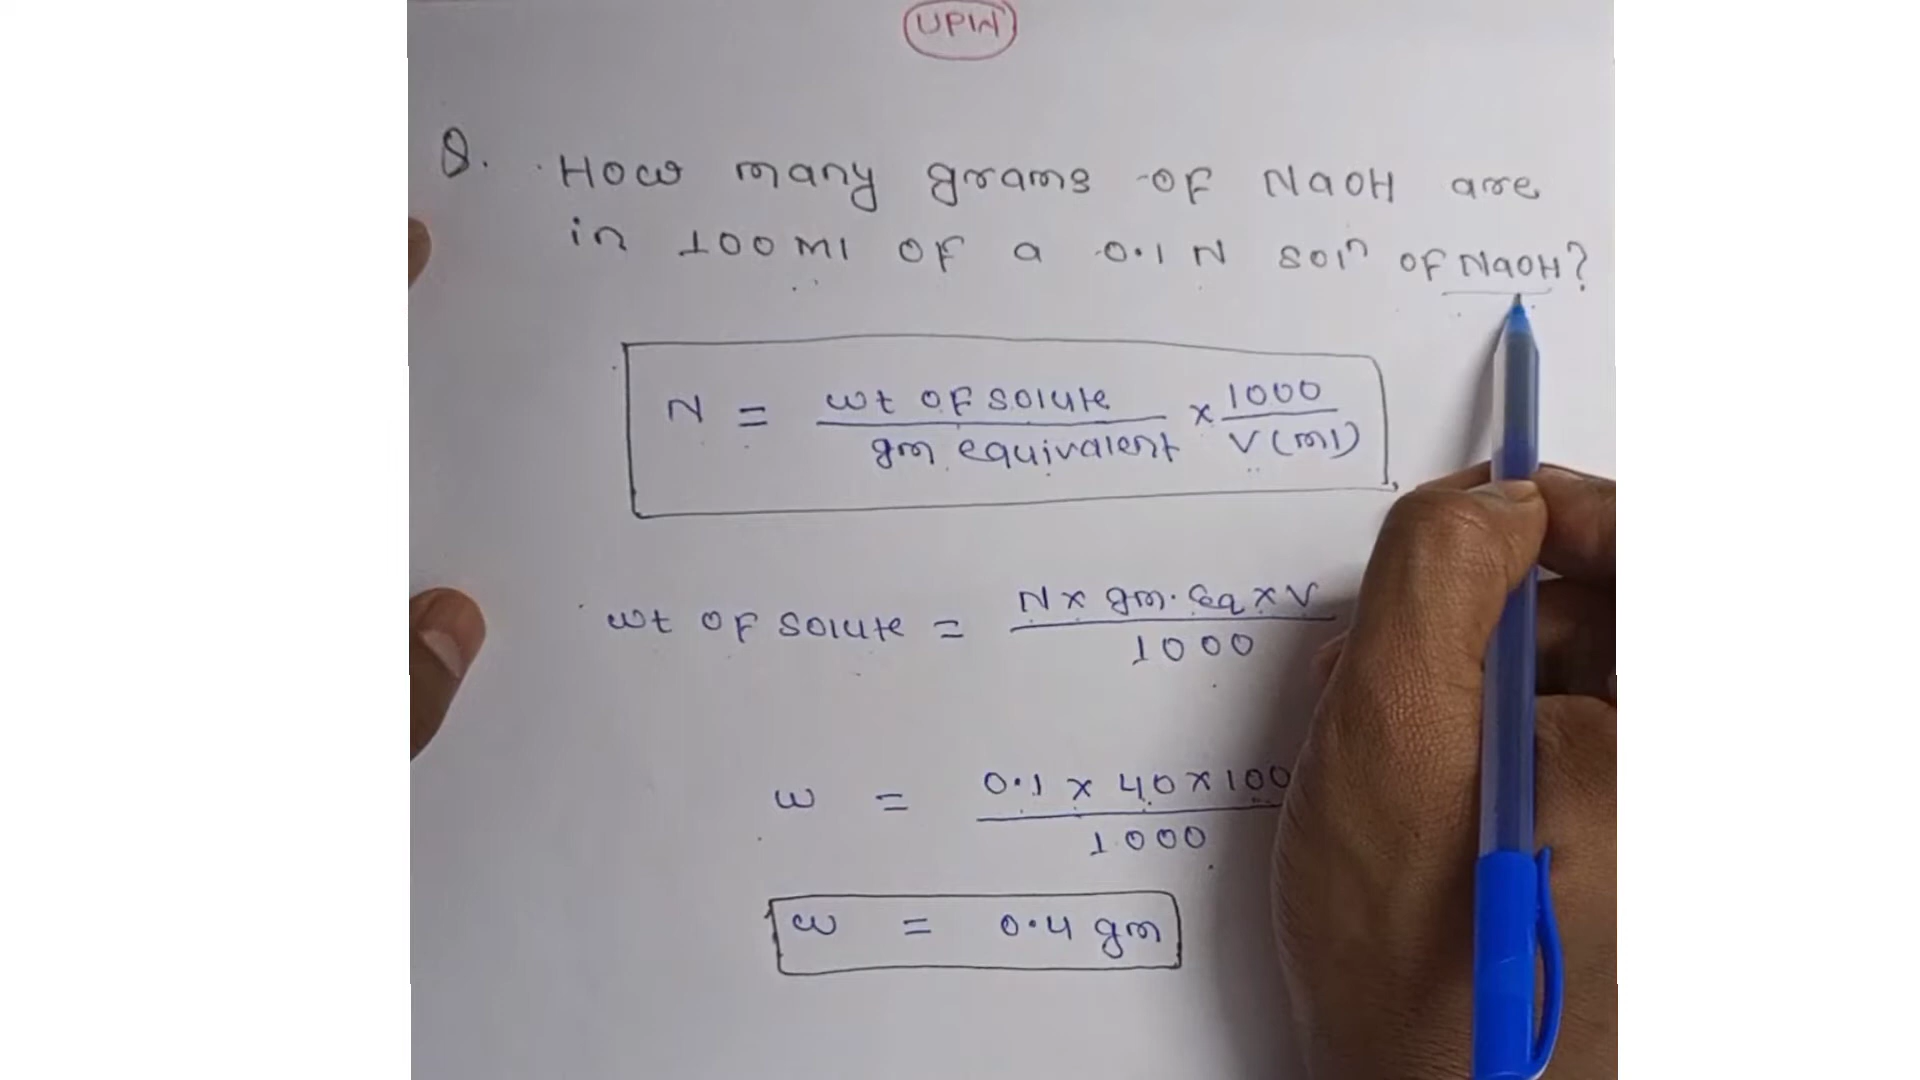 UPIN
Q. How many grams of NaOH are
in 100 ml of a 0.1 N soln of NaOH?
N = wt of solute / gm equivalent × 1000 / V (ml)
wt of solute = N × gm. eq × V / 1000
w = 0.1 × 40 × 100 / 1000
w = 0.4 gm